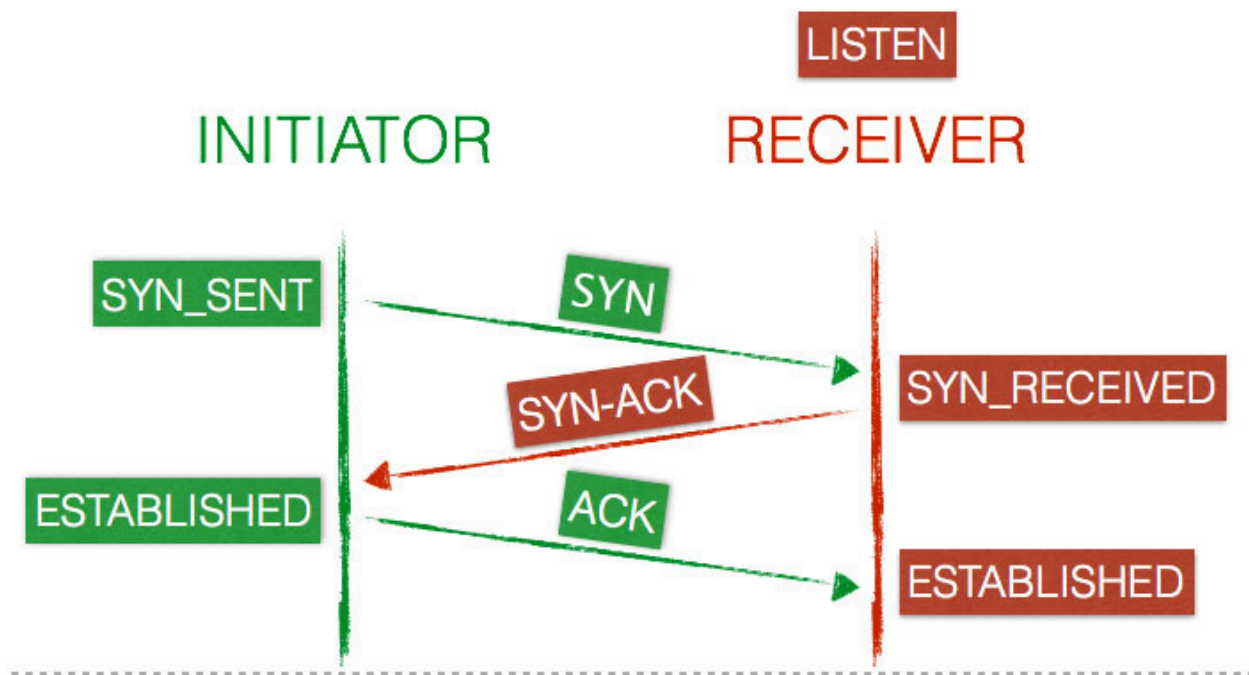 LISTEN
INITIATOR
RECEIVER
SYN_SENT
SYN
SYN_RECEIVED
SYN-ACK
ESTABLISHED
ACK
ESTABLISHED